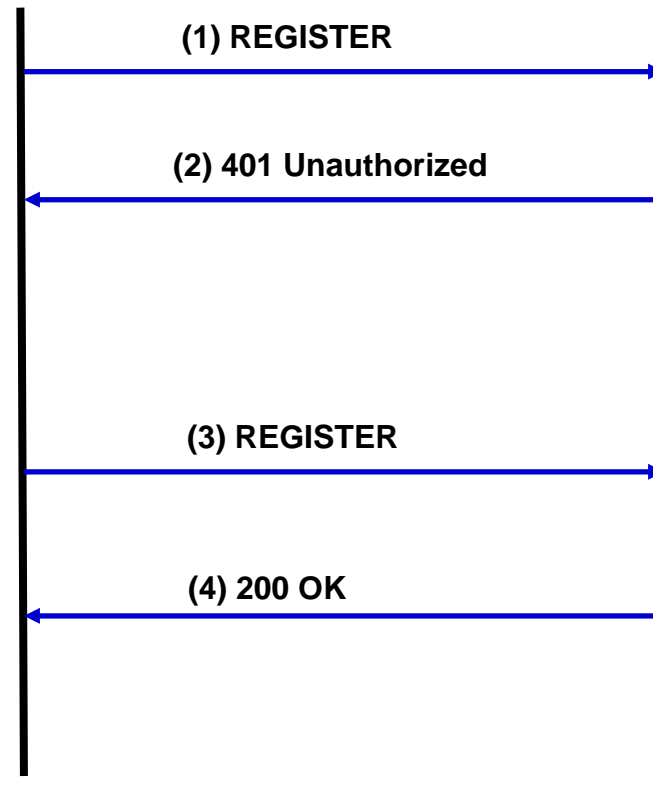 (1) REGISTER
(2) 401 Unauthorized
(3) REGISTER
(4) 200 OK